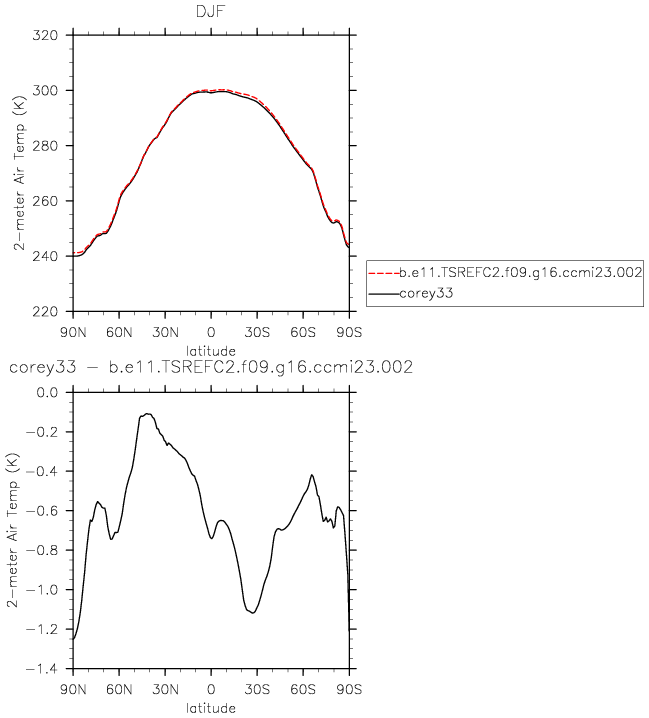 DJF
320
300
280
260
240
220
2-meter Air Temp (K)
90N 60N 30N 0 30S 60S 90S
latitude
b.e11.TSREFC2.f09.g16.ccmi23.002
corey33
corey33 - b.e11.TSREFC2.f09.g16.ccmi23.002
0.0
-0.2
-0.4
-0.6
-0.8
-1.0
-1.2
-1.4
2-meter Air Temp (K)
90N 60N 30N 0 30S 60S 90S
latitude